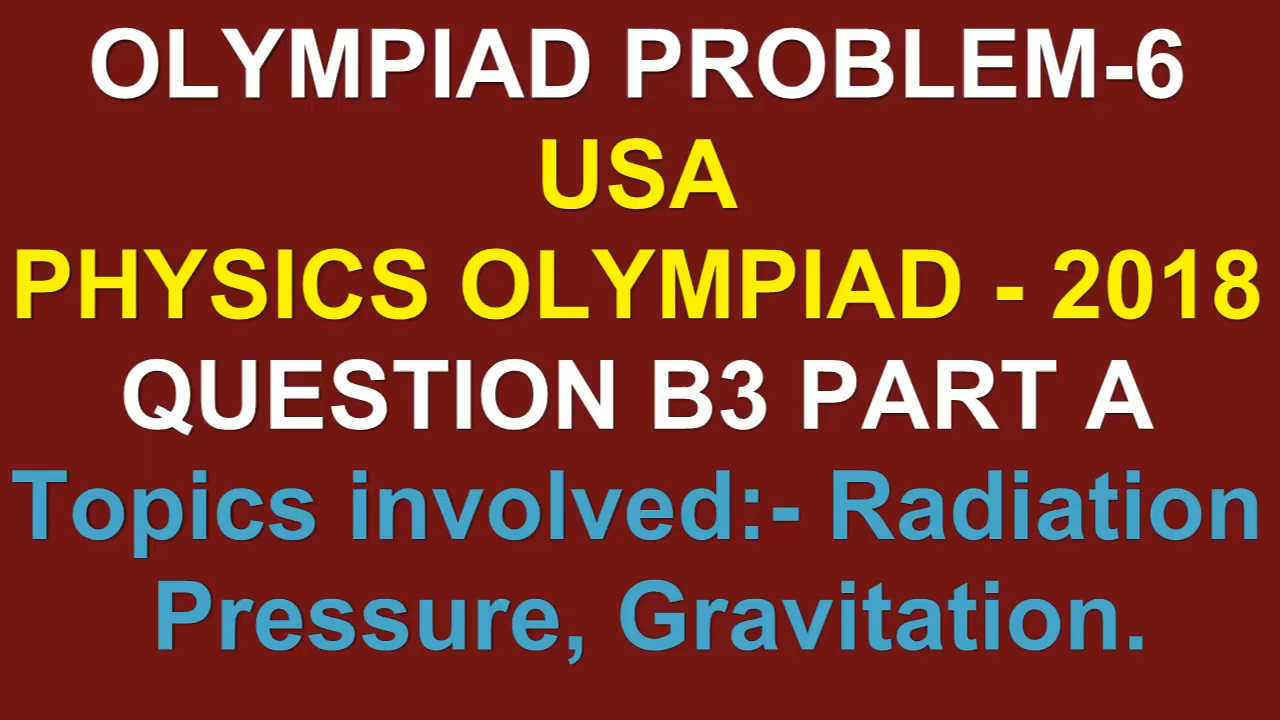 OLYMPIAD PROBLEM-6
USA
PHYSICS OLYMPIAD - 2018
QUESTION B3 PART A
Topics involved:- Radiation
Pressure, Gravitation.